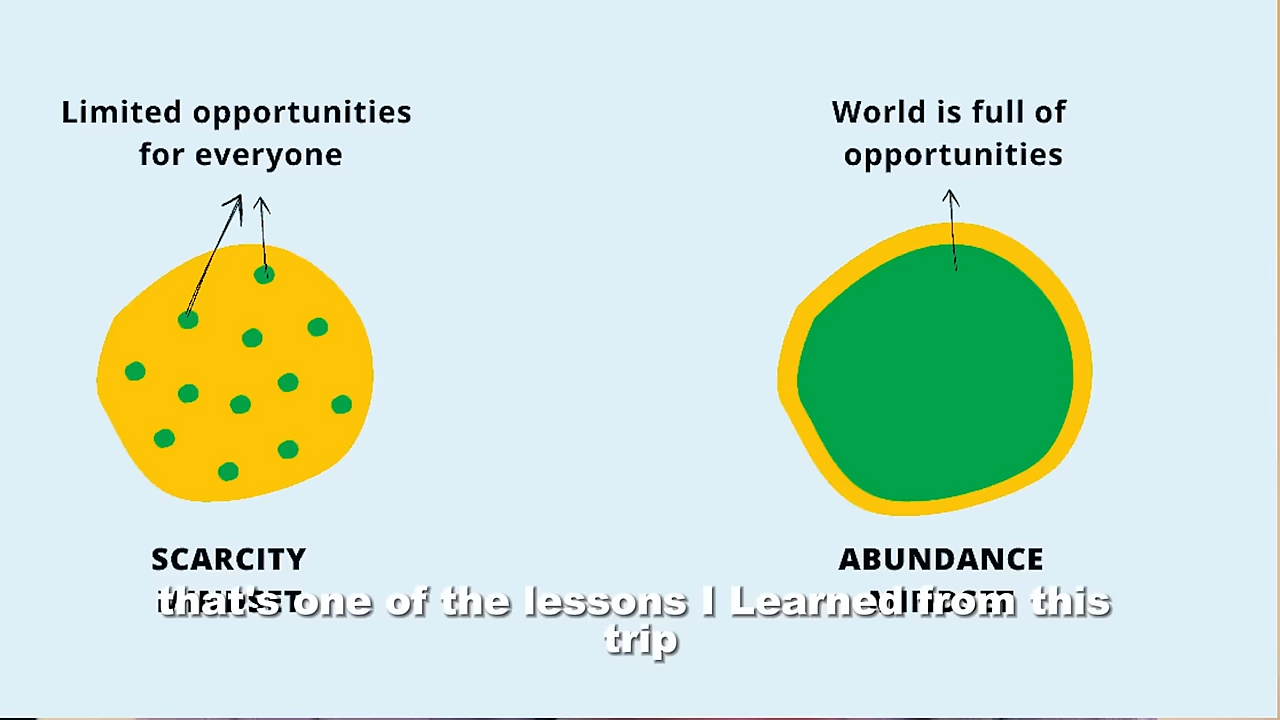 Limited opportunities
for everyone
World is full of
opportunities
SCARCITY
ABUNDANCE
that's one of the lessons I Learned from this
trip